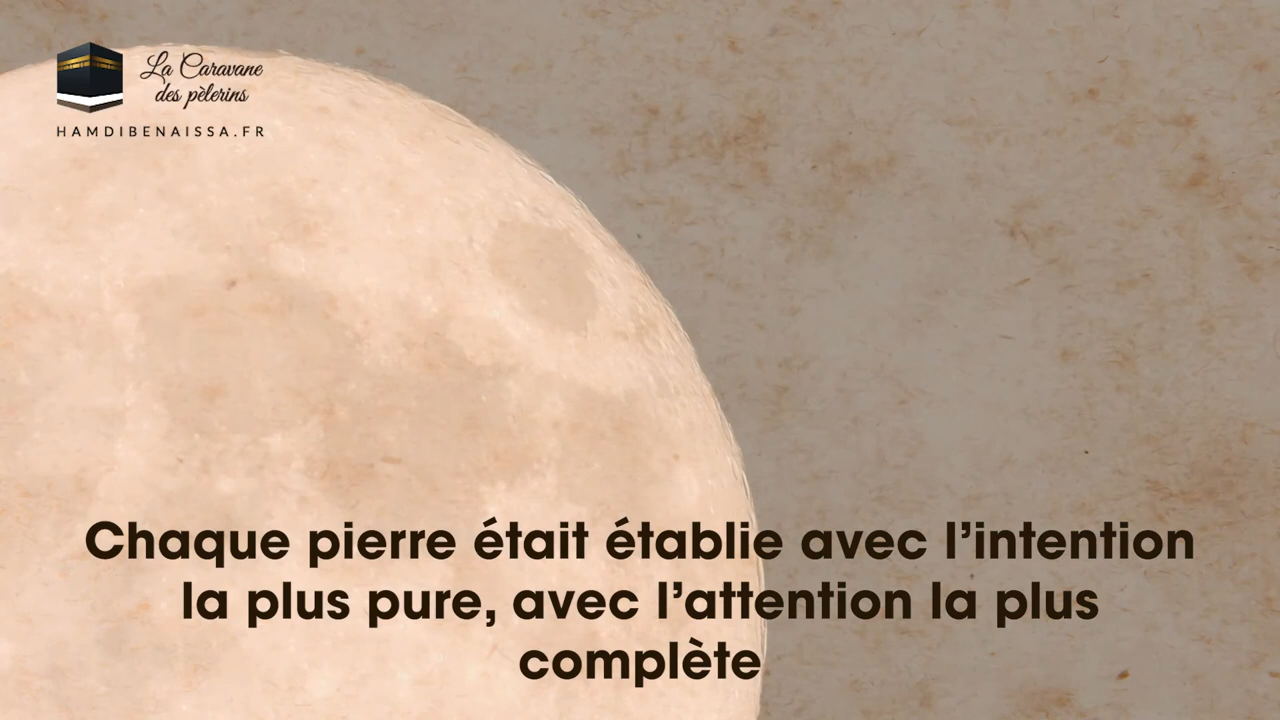 La Caravane
des pèlerins
HAMDIBENAISSA.FR
Chaque pierre était établie avec l’intention
la plus pure, avec l’attention la plus
complète